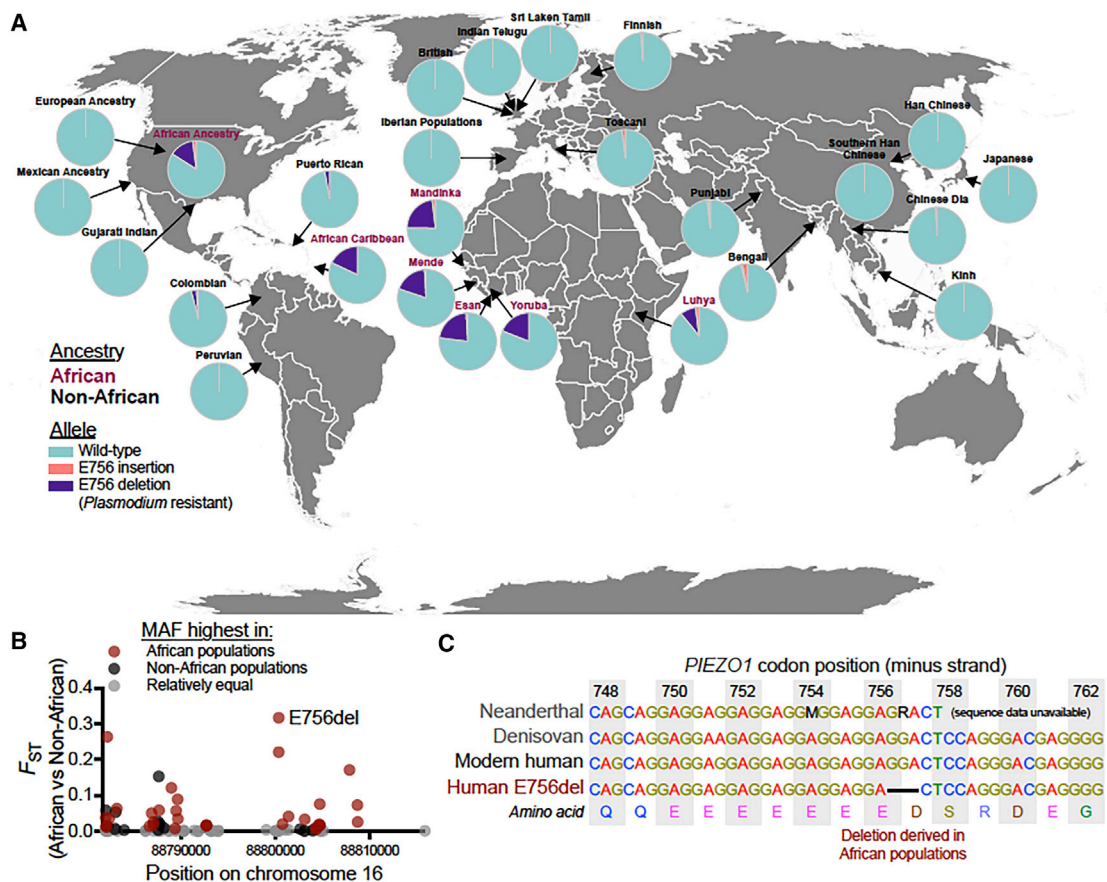 A
Sri Laken Tamil
Indian Telugu
Finnish
British
European Ancestry
African Ancestry
Iberian Populations
Toscani
Han Chinese
Southern Han
Chinese
Japanese
Mexican Ancestry
Puerto Rican
Mandinka
Punjabi
Chinese Dia
Gujarati Indian
African Caribbean
Mende
Bengali
Colombian
Esan
Yoruba
Luhya
Kinh
Peruvian
Ancestry
African
Non-African
Allele
Wild-type
E756 insertion
E756 deletion
(Plasmodium resistant)
B
MAF highest in:
African populations
Non-African populations
Relatively equal
FST
(African vs Non-African)
0.4
0.3
0.2
0.1
0.0
E756del
88790000 88800000 88810000
Position on chromosome 16
C
PIEZO1 codon position (minus strand)
748 750 752 754 756 758 760 762
Neanderthal CAGCAGGAGGAGGAGGAGGMGGAGGAGRACT (sequence data unavailable)
Denisovan CAGCAGGAGGAGGAGGAGGAGGAGGAGGACTCCAGGGACGAGGGG
Modern human CAGCAGGAGGAGGAGGAGGAGGAGGAGGACTCCAGGGACGAGGGG
Human E756del CAGCAGGAGGAGGAGGAGGAGGAGGA—CTCCAGGGACGAGGGG
Amino acid Q Q E E E E E E E D S R D E G
Deletion derived in
African populations